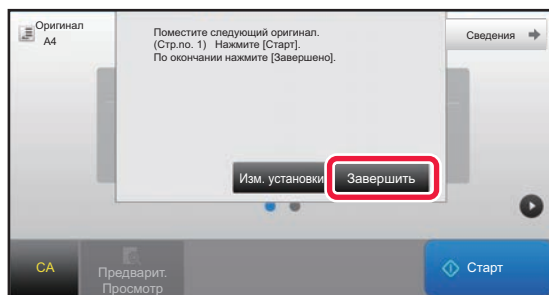 Оригинал
A4
Поместите следующий оригинал.
(Стр.no. 1) Нажмите [Старт].
По окончании нажмите [Завершено].
Сведения
Изм. установки
Завершить
CA
Предварит.
Просмотр
Старт